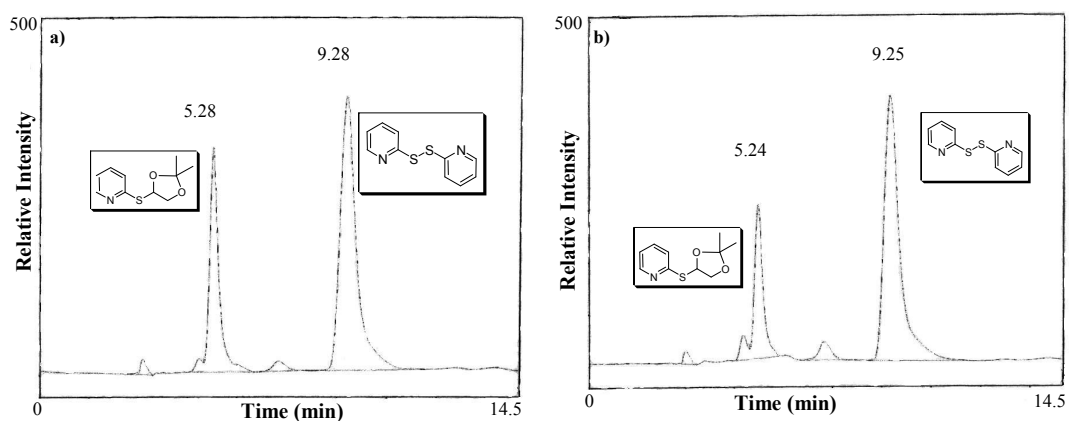 500
a)
9.28
5.28
N
S
S
N
O
O
N
S
Relative Intensity
0
Time (min)
14.5
500
b)
9.25
5.24
N
S
S
N
O
O
N
S
Relative Intensity
0
Time (min)
14.5